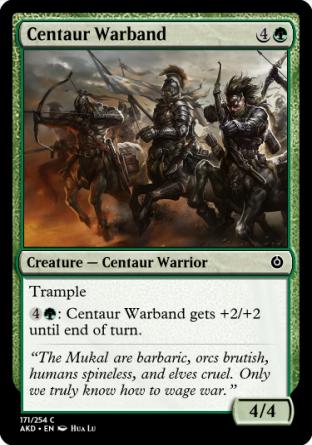 Centaur Warband 4
Creature — Centaur Warrior
Trample
4: Centaur Warband gets +2/+2
until end of turn.
"The Mukal are barbaric, orcs brutish,
humans spineless, and elves cruel. Only
we truly know how to wage war."
4/4
171/254 C
AKD • EN Hua Lu